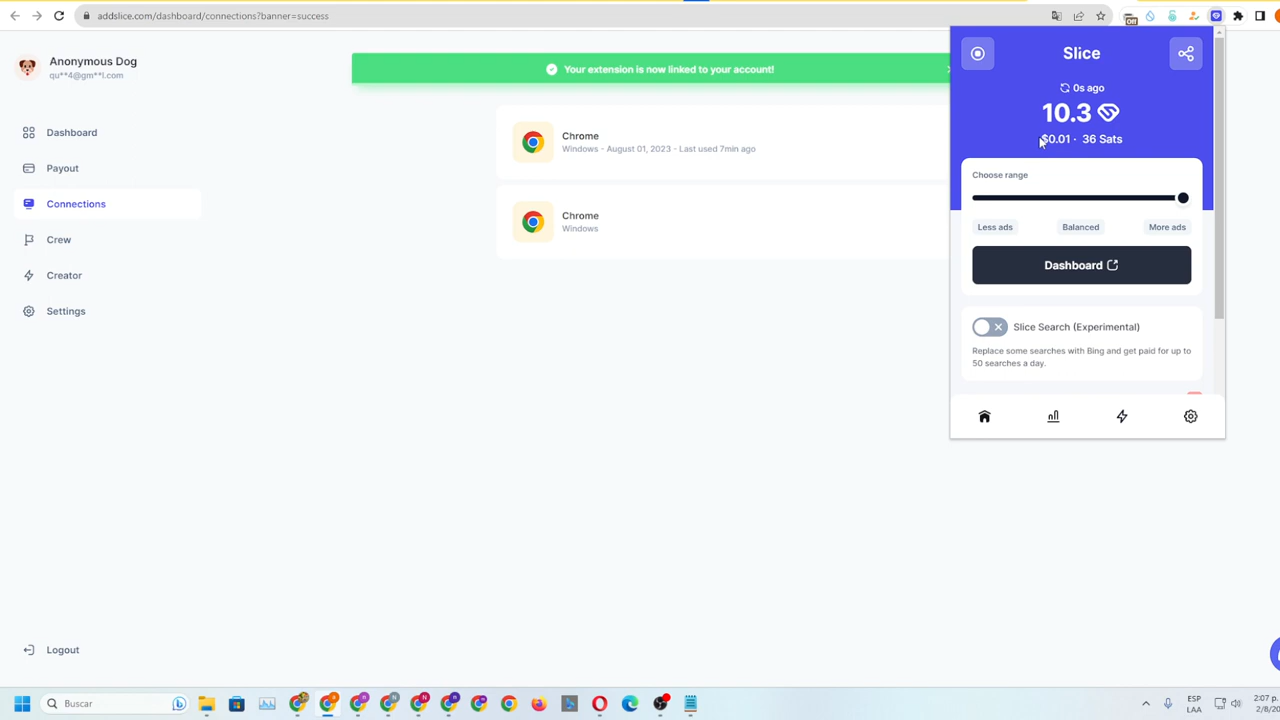 addslice.com/dashboard/connections?banner=success
Off
Anonymous Dog
qu**4@gm**l.com
Your extension is now linked to your account!
Dashboard
Payout
Connections
Crew
Creator
Settings
Logout
Chrome
Windows - August 01, 2023 - Last used 7min ago
Chrome
Windows
Slice
0s ago
10.3
$0.01 · 36 Sats
Choose range
Less ads
Balanced
More ads
Dashboard
Slice Search (Experimental)
Replace some searches with Bing and get paid for up to
50 searches a day.
Buscar
ESP
LAA
2:07 p.
2/8/20